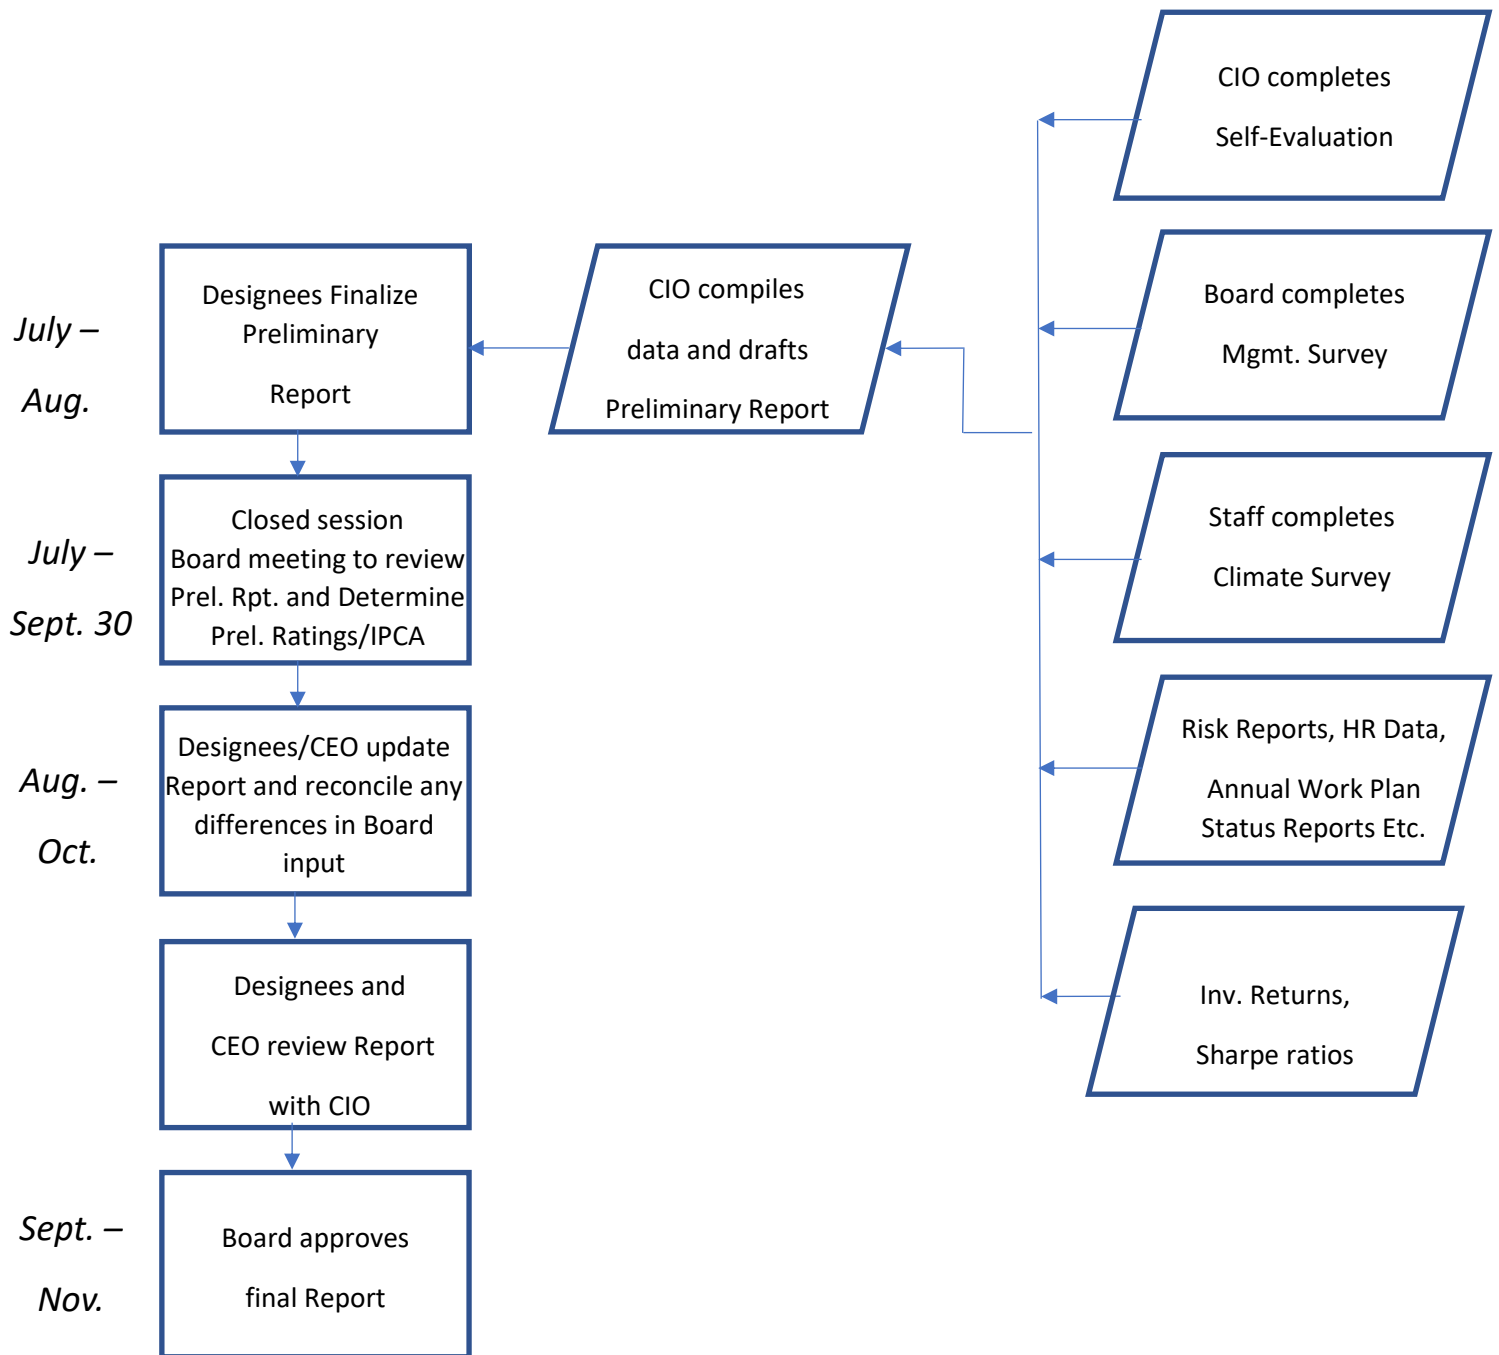 CIO completes
Self-Evaluation
Board completes
Mgmt. Survey
Staff completes
Climate Survey
Risk Reports, HR Data,
Annual Work Plan
Status Reports Etc.
Inv. Returns,
Sharpe ratios
CIO compiles
data and drafts
Preliminary Report
July –
Aug.
Designees Finalize
Preliminary
Report
July –
Sept. 30
Closed session
Board meeting to review
Prel. Rpt. and Determine
Prel. Ratings/IPCA
Aug. –
Oct.
Designees/CEO update
Report and reconcile any
differences in Board
input
Designees and
CEO review Report
with CIO
Sept. –
Nov.
Board approves
final Report